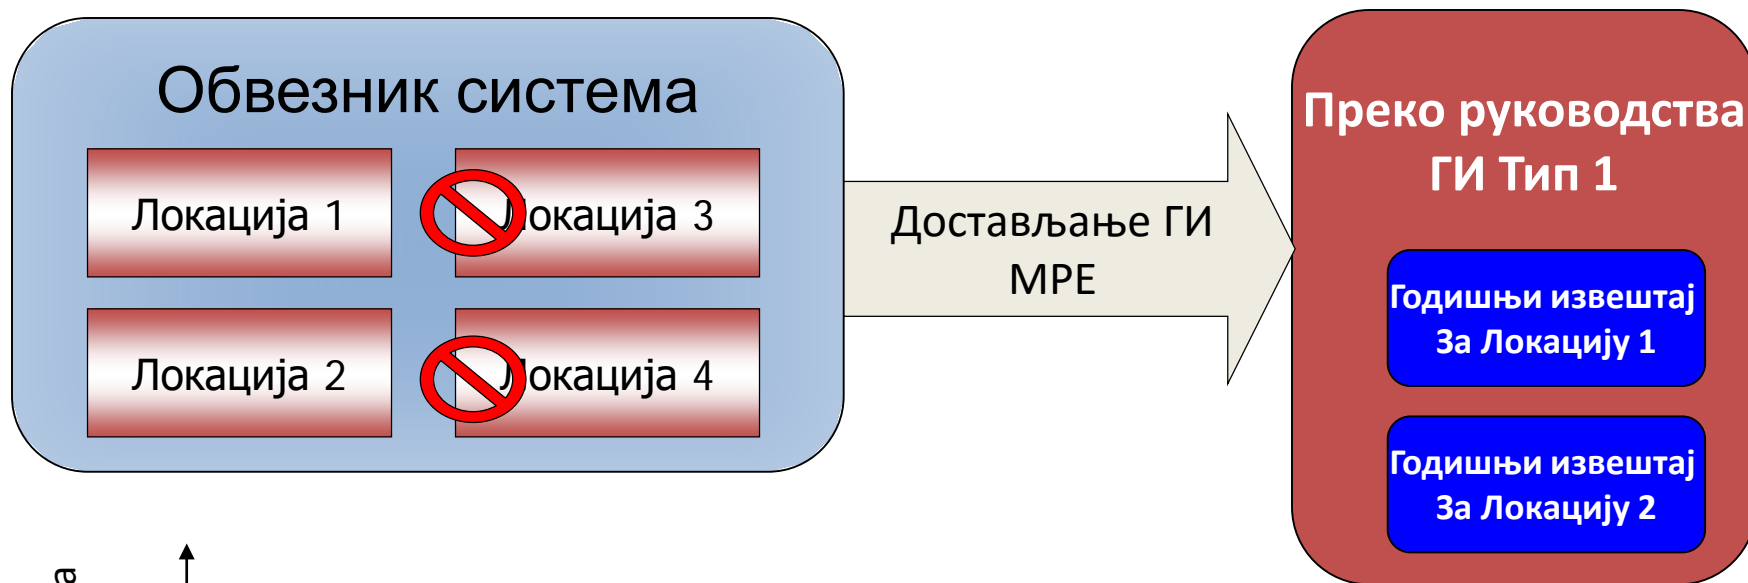 Обвезник система
Локација 1
Локација 3
Локација 2
Локација 4
Достављање ГИ
МРЕ
Преко руководства
ГИ Тип 1
Годишњи извештај
За Локацију 1
Годишњи извештај
За Локацију 2